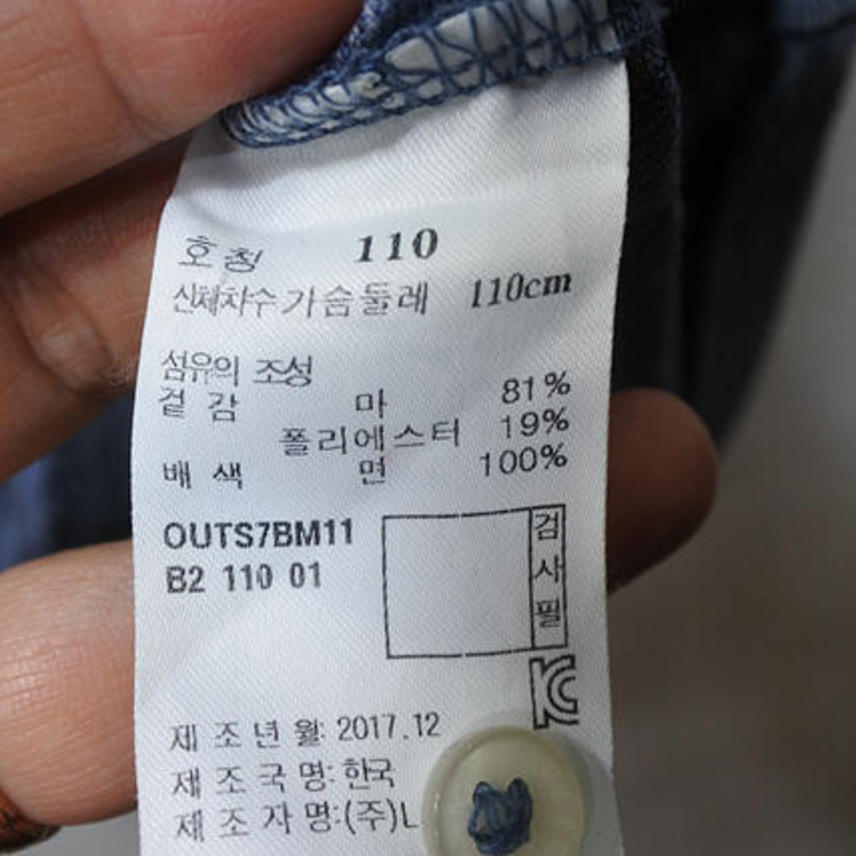 호칭 110
신체치수 가슴둘레 110cm
섬유의 조성
겉감 마 81%
폴리에스터 19%
배색 면 100%
OUTS7BM11
B2 110 01
검사필
KC
제조년월: 2017.12
제조국명: 한국
제조자명:(주)L